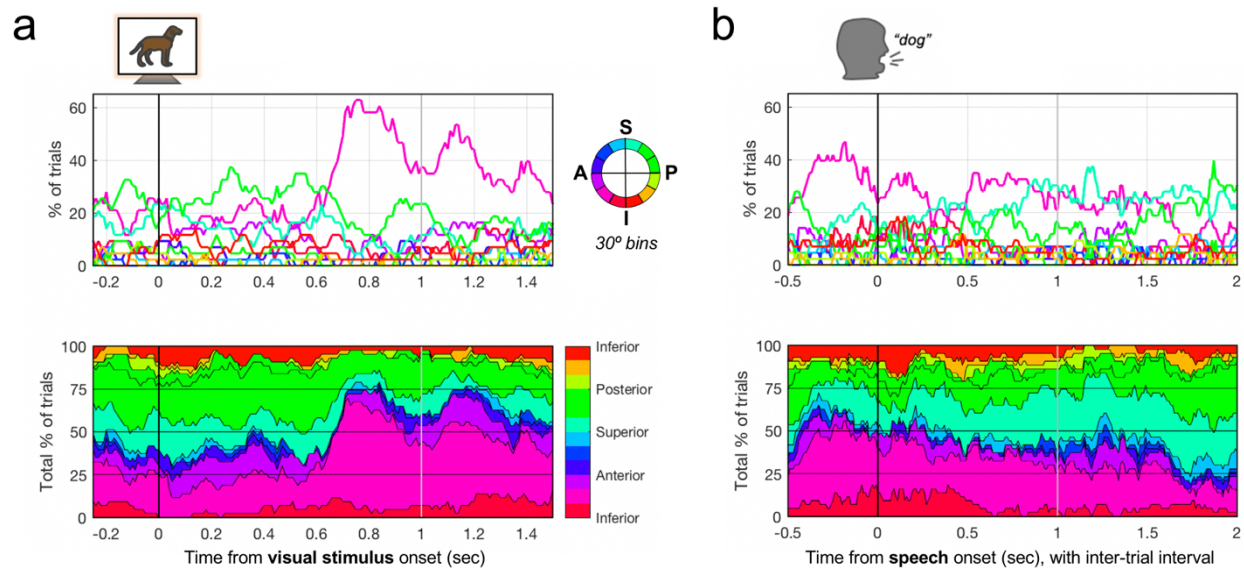 a
b
"dog"
% of trials
60
40
20
0
-0.2 0 0.2 0.4 0.6 0.8 1 1.2 1.4
S
A P
I
30º bins
% of trials
60
40
20
0
-0.5 0 0.5 1 1.5 2
Total % of trials
100
75
50
25
0
-0.2 0 0.2 0.4 0.6 0.8 1 1.2 1.4
Time from visual stimulus onset (sec)
Inferior
Posterior
Superior
Anterior
Inferior
Total % of trials
100
75
50
25
0
-0.5 0 0.5 1 1.5 2
Time from speech onset (sec), with inter-trial interval